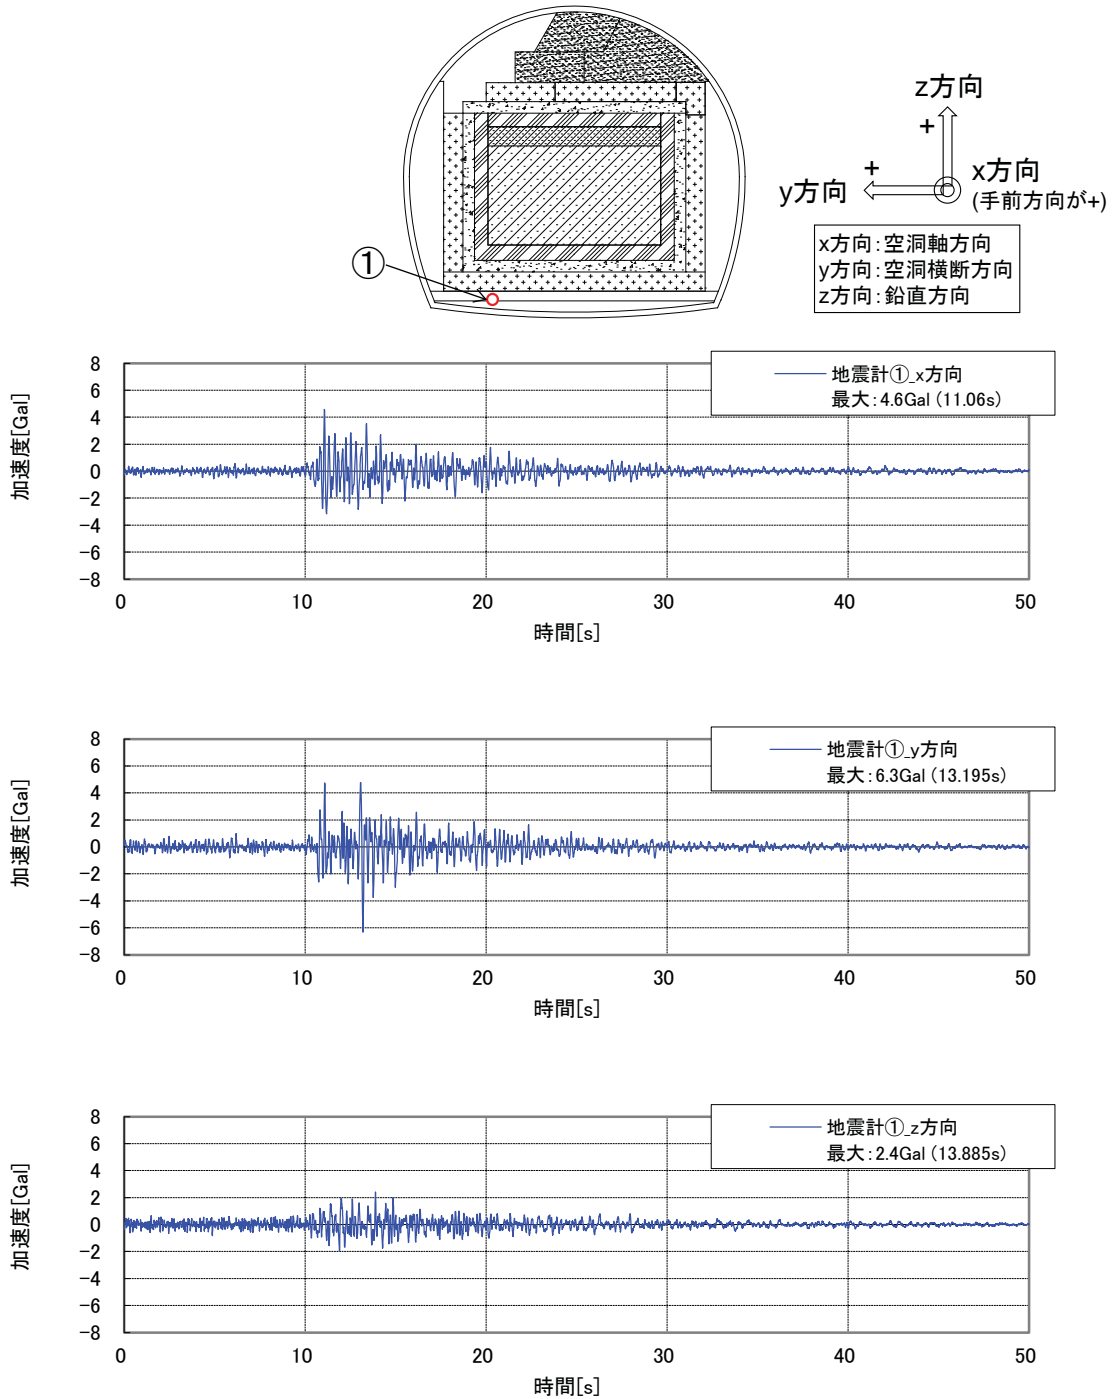 z方向
+
+
y方向
x方向
(手前方向が+)
x方向:空洞軸方向
y方向:空洞横断方向
z方向:鉛直方向
①
加速度[Gal]
8
6
4
2
0
−2
−4
−6
−8
地震計①_x方向
最大:4.6Gal (11.06s)
0 10 20 30 40 50
時間[s]
加速度[Gal]
8
6
4
2
0
−2
−4
−6
−8
地震計①_y方向
最大:6.3Gal (13.195s)
0 10 20 30 40 50
時間[s]
加速度[Gal]
8
6
4
2
0
−2
−4
−6
−8
地震計①_z方向
最大:2.4Gal (13.885s)
0 10 20 30 40 50
時間[s]